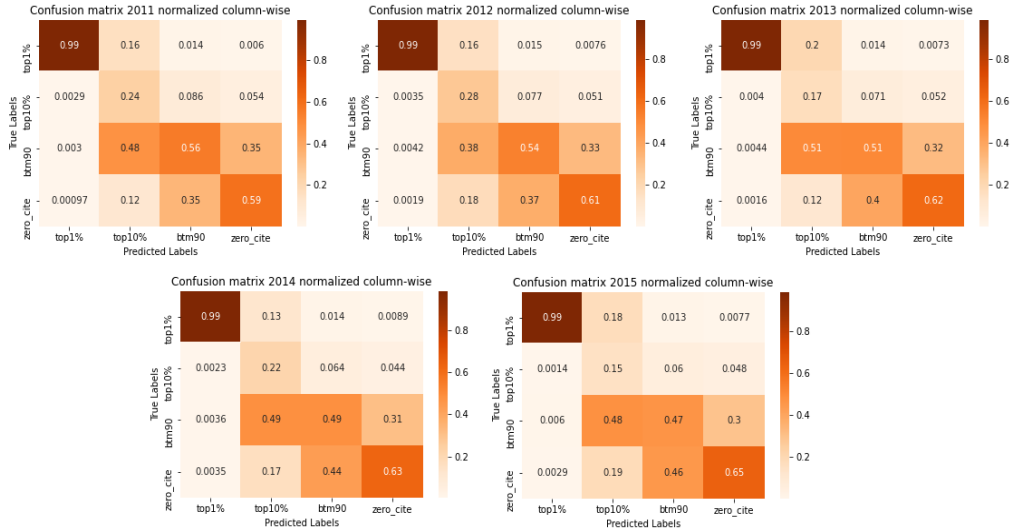 Confusion matrix 2011 normalized column-wise
top1% 0.99 0.16 0.014 0.006
top10% 0.0029 0.24 0.086 0.054
btm90 0.003 0.48 0.56 0.35
zero_cite 0.00097 0.12 0.35 0.59
top1% top10% btm90 zero_cite
Predicted Labels
True Labels
0.8
0.6
0.4
0.2
Confusion matrix 2012 normalized column-wise
top1% 0.99 0.16 0.015 0.0076
top10% 0.0035 0.28 0.077 0.051
btm90 0.0042 0.38 0.54 0.33
zero_cite 0.0019 0.18 0.37 0.61
top1% top10% btm90 zero_cite
Predicted Labels
True Labels
0.8
0.6
0.4
0.2
Confusion matrix 2013 normalized column-wise
top1% 0.99 0.2 0.014 0.0073
top10% 0.004 0.17 0.071 0.052
btm90 0.0044 0.51 0.51 0.32
zero_cite 0.0016 0.12 0.4 0.62
top1% top10% btm90 zero_cite
Predicted Labels
True Labels
0.8
0.6
0.4
0.2
Confusion matrix 2014 normalized column-wise
top1% 0.99 0.13 0.014 0.0089
top10% 0.0023 0.22 0.064 0.044
btm90 0.0036 0.49 0.49 0.31
zero_cite 0.0035 0.17 0.44 0.63
top1% top10% btm90 zero_cite
Predicted Labels
True Labels
0.8
0.6
0.4
0.2
Confusion matrix 2015 normalized column-wise
top1% 0.99 0.18 0.013 0.0077
top10% 0.0014 0.15 0.06 0.048
btm90 0.006 0.48 0.47 0.3
zero_cite 0.0029 0.19 0.46 0.65
top1% top10% btm90 zero_cite
Predicted Labels
True Labels
0.8
0.6
0.4
0.2